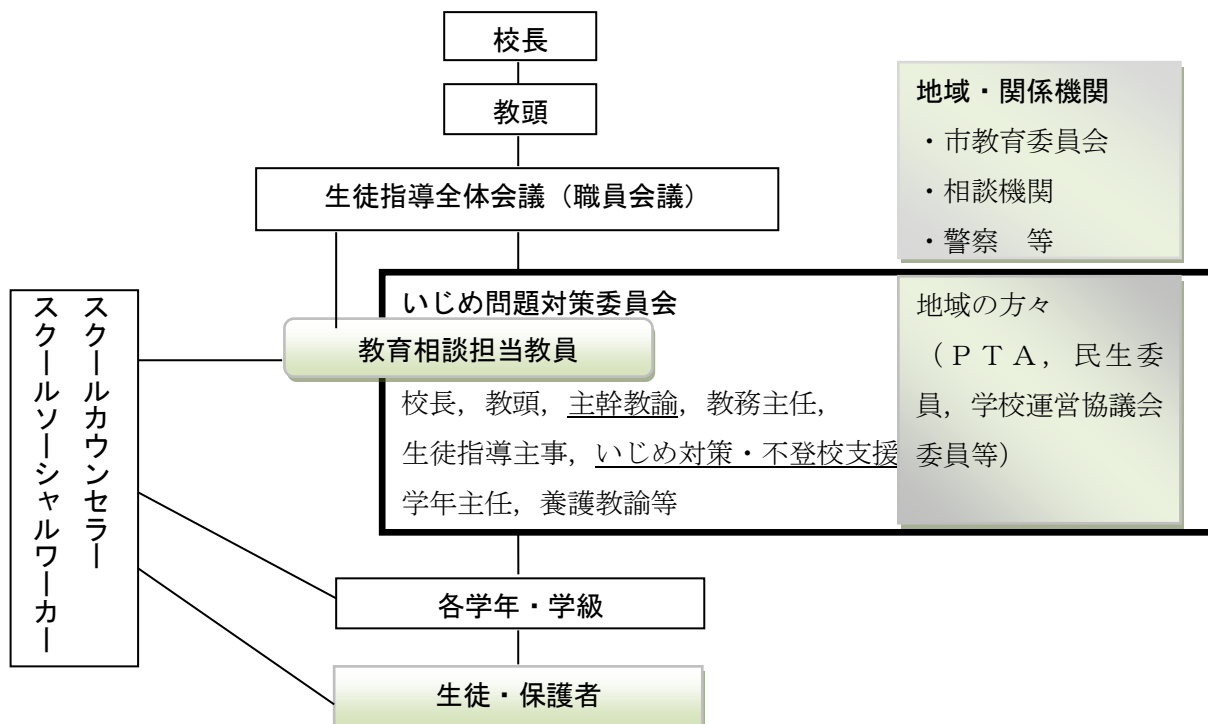 校長
教頭
生徒指導全体会議（職員会議）
地域・関係機関
・市教育委員会
・相談機関
・警察　等
いじめ問題対策委員会
教育相談担当教員
校長，教頭，主幹教諭，教務主任，
生徒指導主事，いじめ対策・不登校支援
学年主任，養護教諭等
地域の方々
（ＰＴＡ，民生委
員，学校運営協議会
委員等）
スクールカウンセラー
スクールソーシャルワーカー
各学年・学級
生徒・保護者